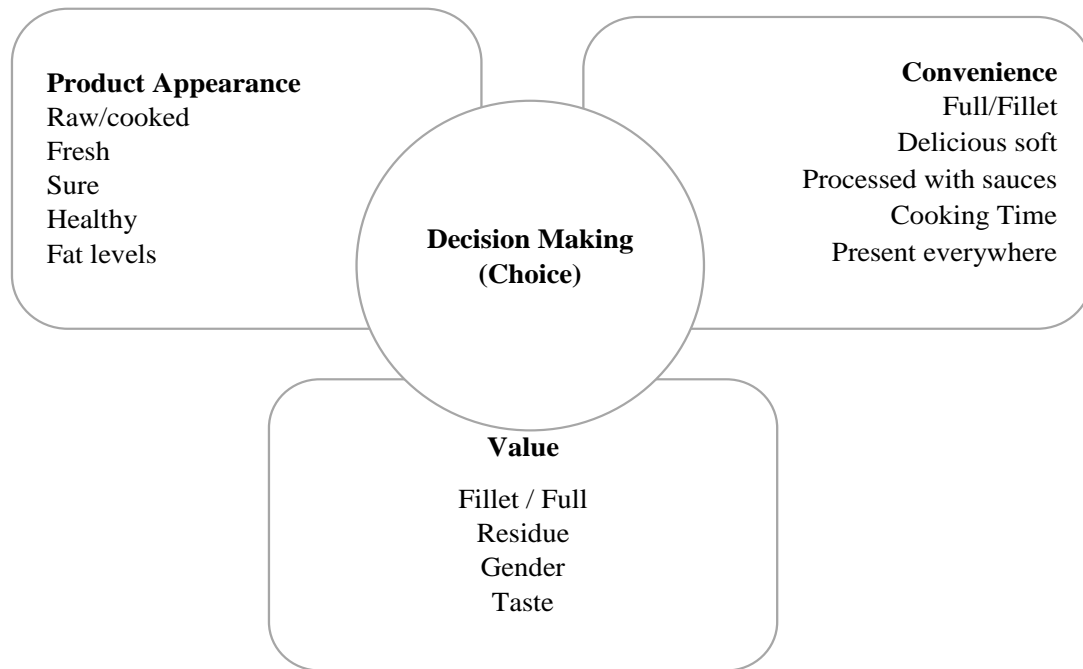 Product Appearance
Raw/cooked
Fresh
Sure
Healthy
Fat levels
Convenience
Full/Fillet
Delicious soft
Processed with sauces
Cooking Time
Present everywhere
Decision Making
(Choice)
Value
Fillet / Full
Residue
Gender
Taste